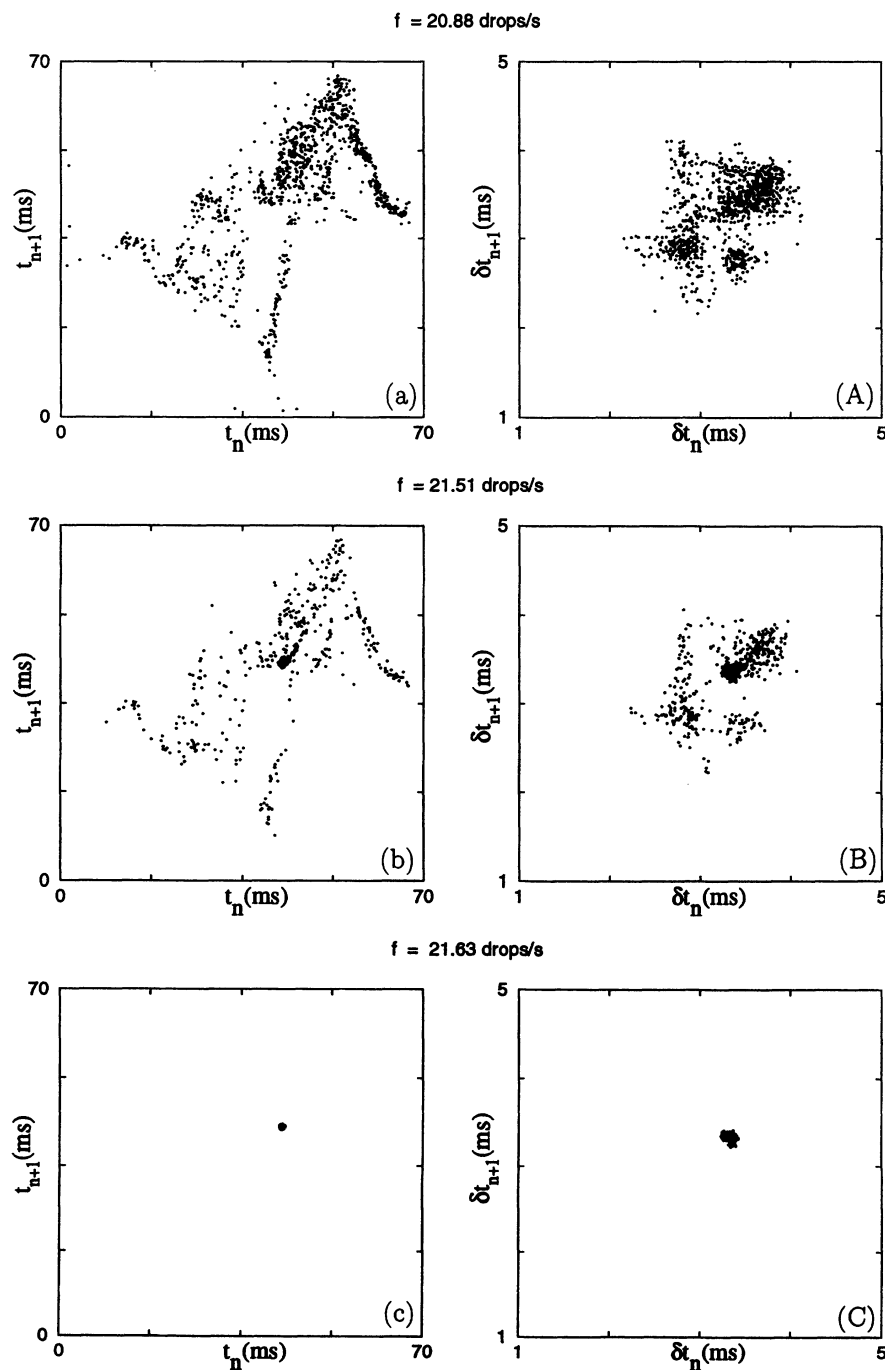 f = 20.88 drops/s
70
t_{n+1}(ms)
0
(a)
0
t_n(ms)
70
5
δt_{n+1}(ms)
1
(A)
1
δt_n(ms)
5
f = 21.51 drops/s
70
t_{n+1}(ms)
0
(b)
0
t_n(ms)
70
5
δt_{n+1}(ms)
1
(B)
1
δt_n(ms)
5
f = 21.63 drops/s
70
t_{n+1}(ms)
0
(c)
0
t_n(ms)
70
5
δt_{n+1}(ms)
1
(C)
1
δt_n(ms)
5